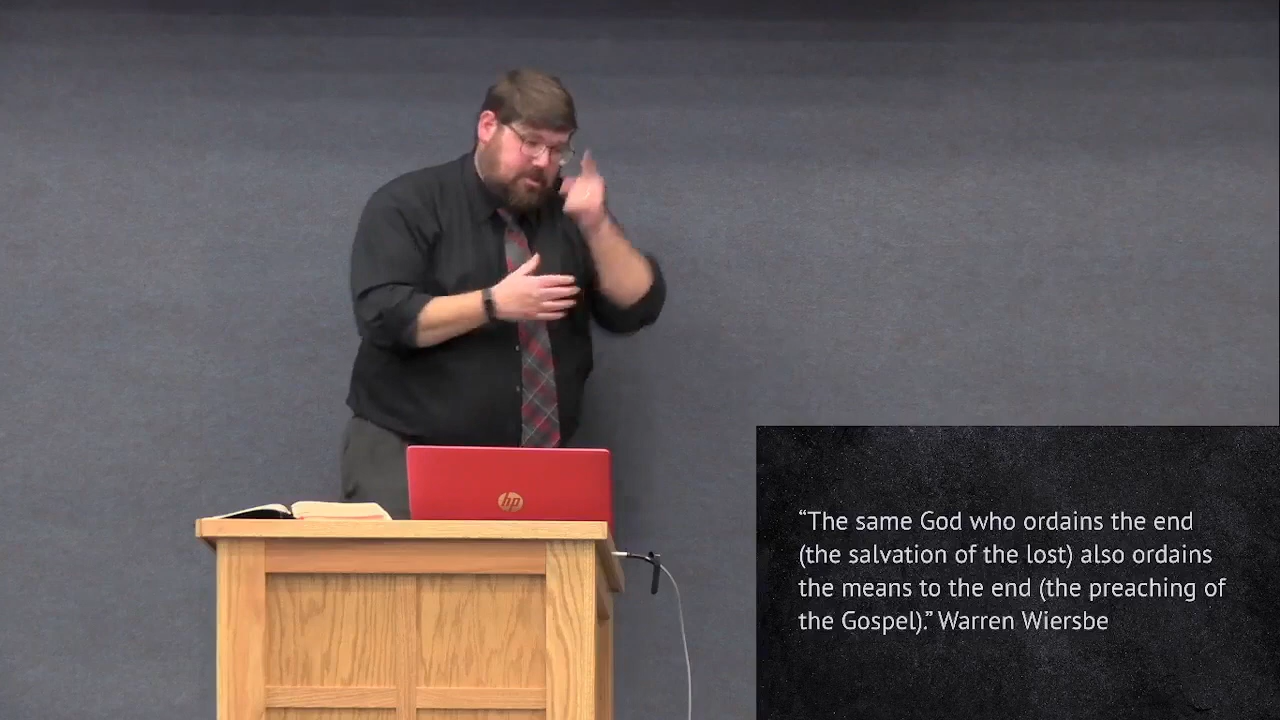 hp
“The same God who ordains the end
(the salvation of the lost) also ordains
the means to the end (the preaching of
the Gospel).” Warren Wiersbe